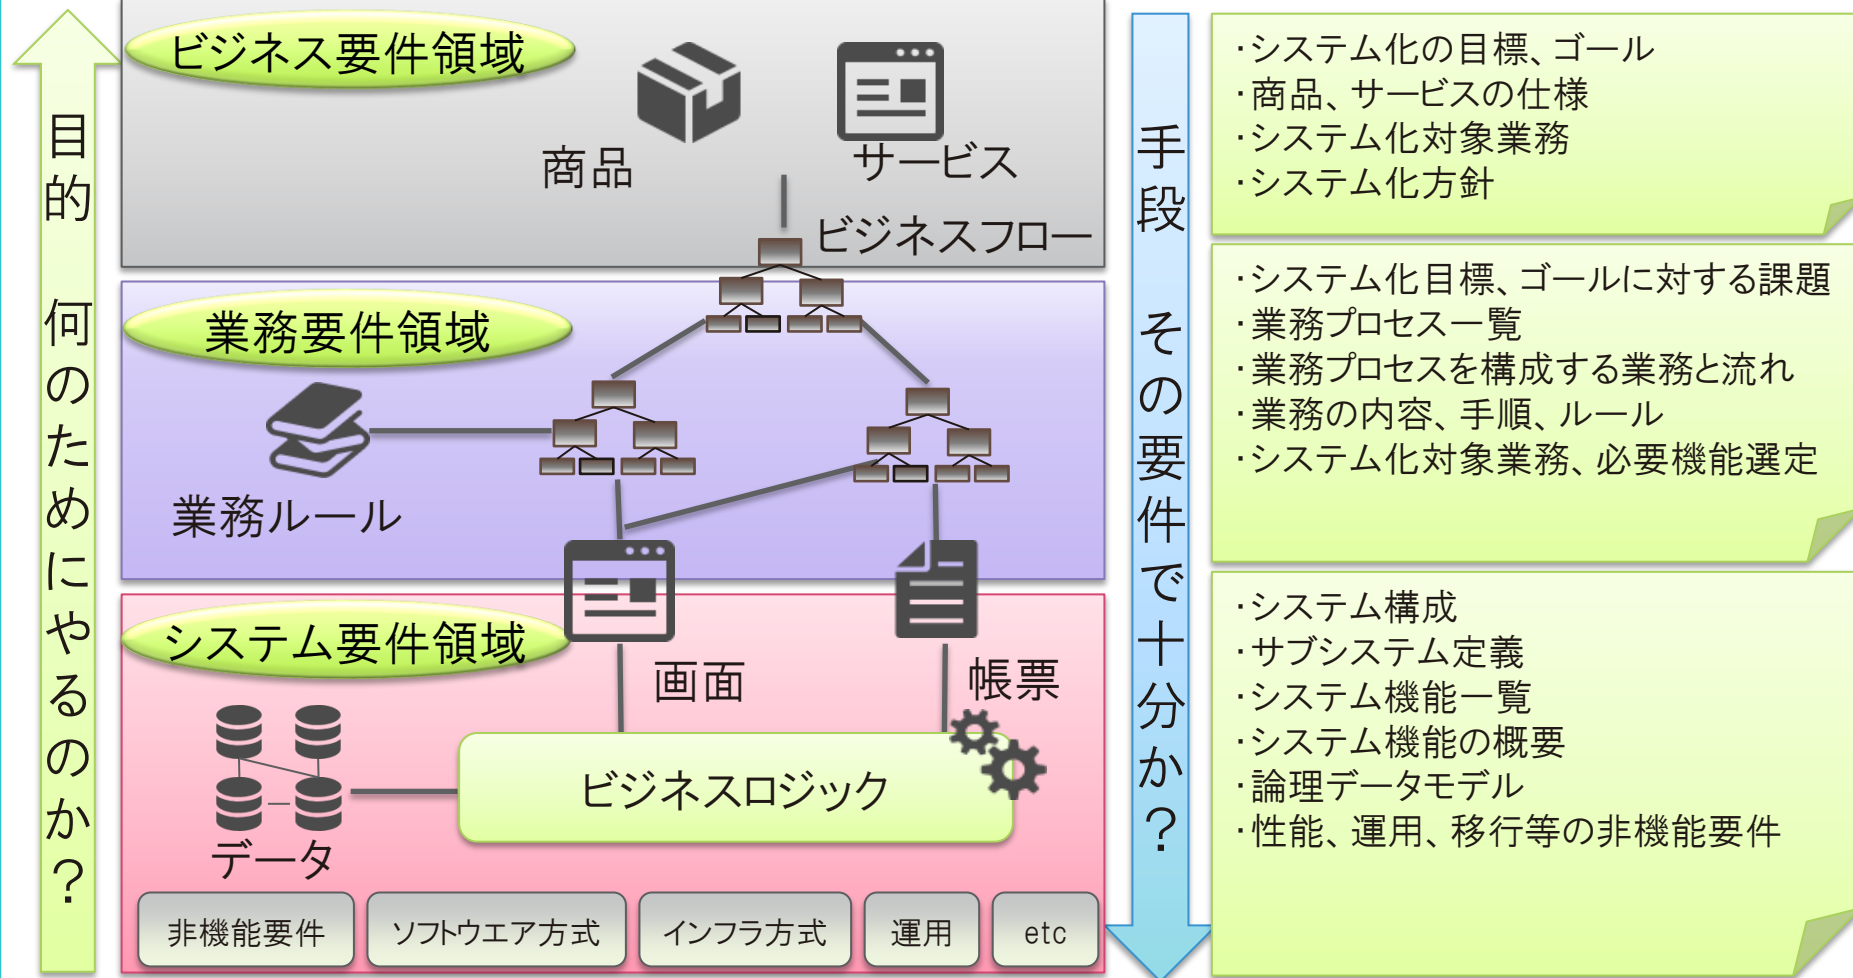 目的 何のためにやるのか？
ビジネス要件領域
商品
サービス
ビジネスフロー
業務要件領域
業務ルール
システム要件領域
画面
帳票
ビジネスロジック
データ
非機能要件
ソフトウエア方式
インフラ方式
運用
etc
手段 その要件で十分か？
・システム化の目標、ゴール
・商品、サービスの仕様
・システム化対象業務
・システム化方針
・システム化目標、ゴールに対する課題
・業務プロセス一覧
・業務プロセスを構成する業務と流れ
・業務の内容、手順、ルール
・システム化対象業務、必要機能選定
・システム構成
・サブシステム定義
・システム機能一覧
・システム機能の概要
・論理データモデル
・性能、運用、移行等の非機能要件